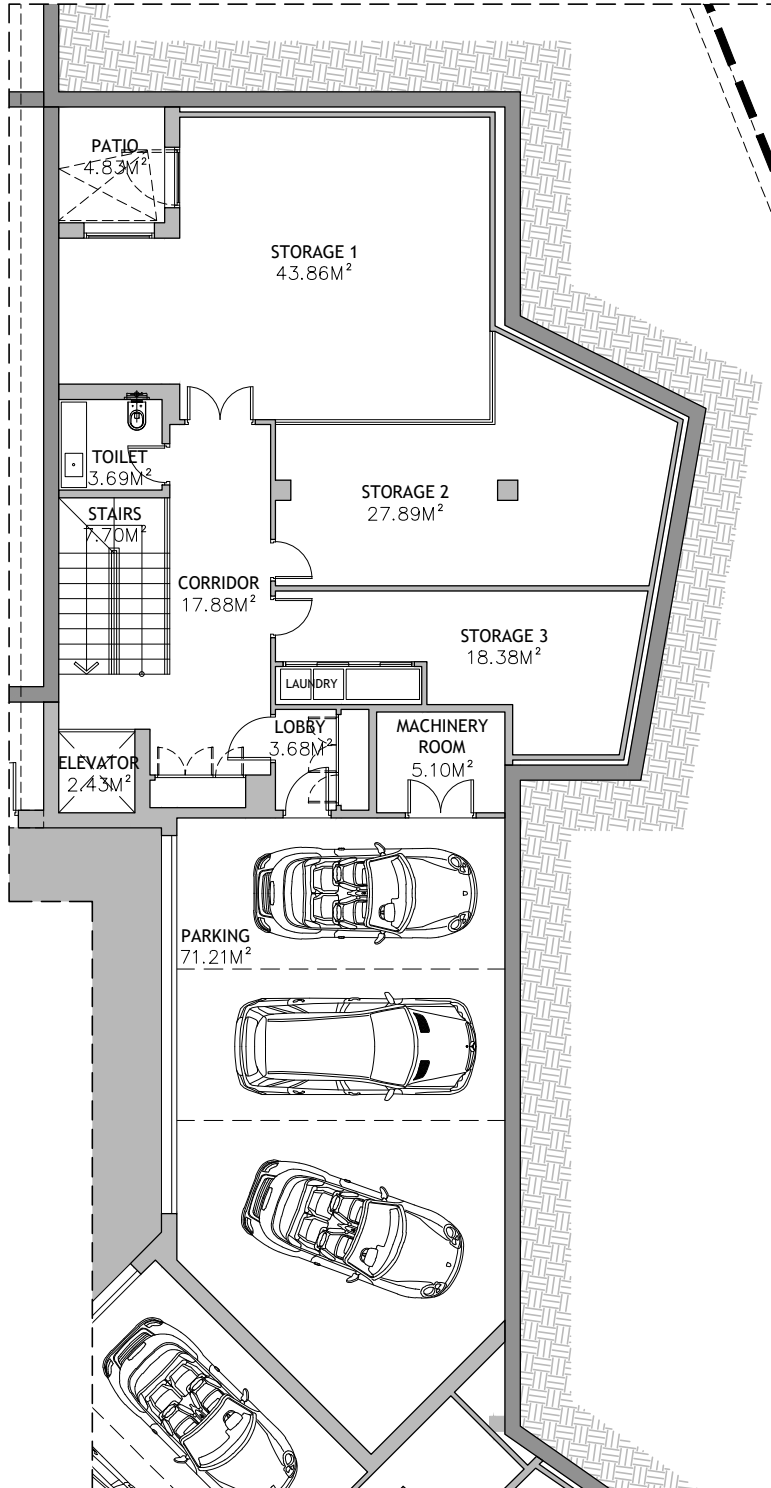 PATIO
4.83M²
STORAGE 1
43.86M²
TOILET
3.69M²
STORAGE 2
27.89M²
STAIRS
7.70M²
CORRIDOR
17.88M²
STORAGE 3
18.38M²
LAUNDRY
LOBBY
3.68M²
MACHINERY
ROOM
5.10M²
ELEVATOR
2.43M²
PARKING
71.21M²